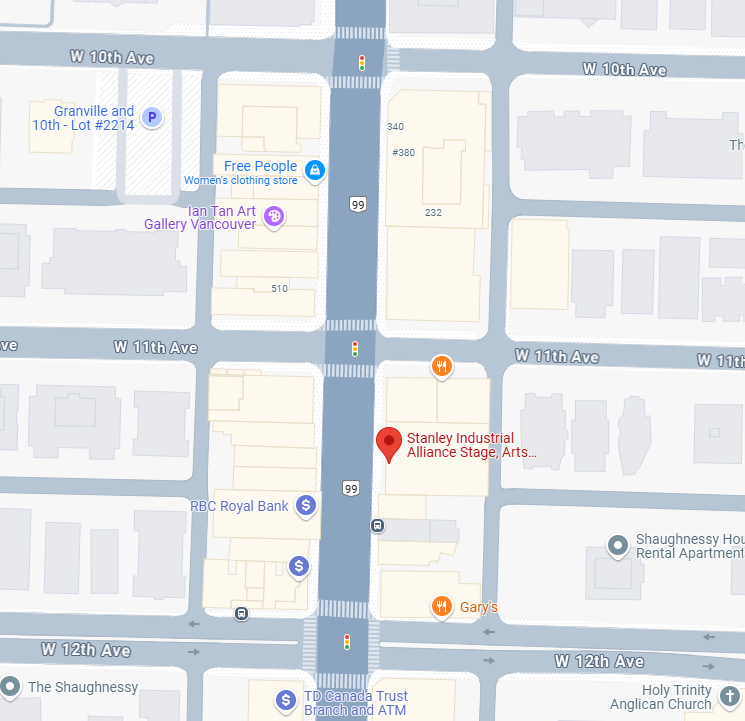 W 10th Ave
W 10th Ave
Granville and
10th - Lot #2214
P
340
#380
Th
Free People
Women's clothing store
99
Ian Tan Art
Gallery Vancouver
232
510
ve
W 11th Ave
W 11th Ave
W 11t
Stanley Industrial
Alliance Stage, Arts...
99
RBC Royal Bank
$
Shaughnessy Hou
Rental Apartment
$
Gary's
W 12th Ave
W 12th Ave
The Shaughnessy
$
TD Canada Trust
Branch and ATM
Holy Trinity
Anglican Church